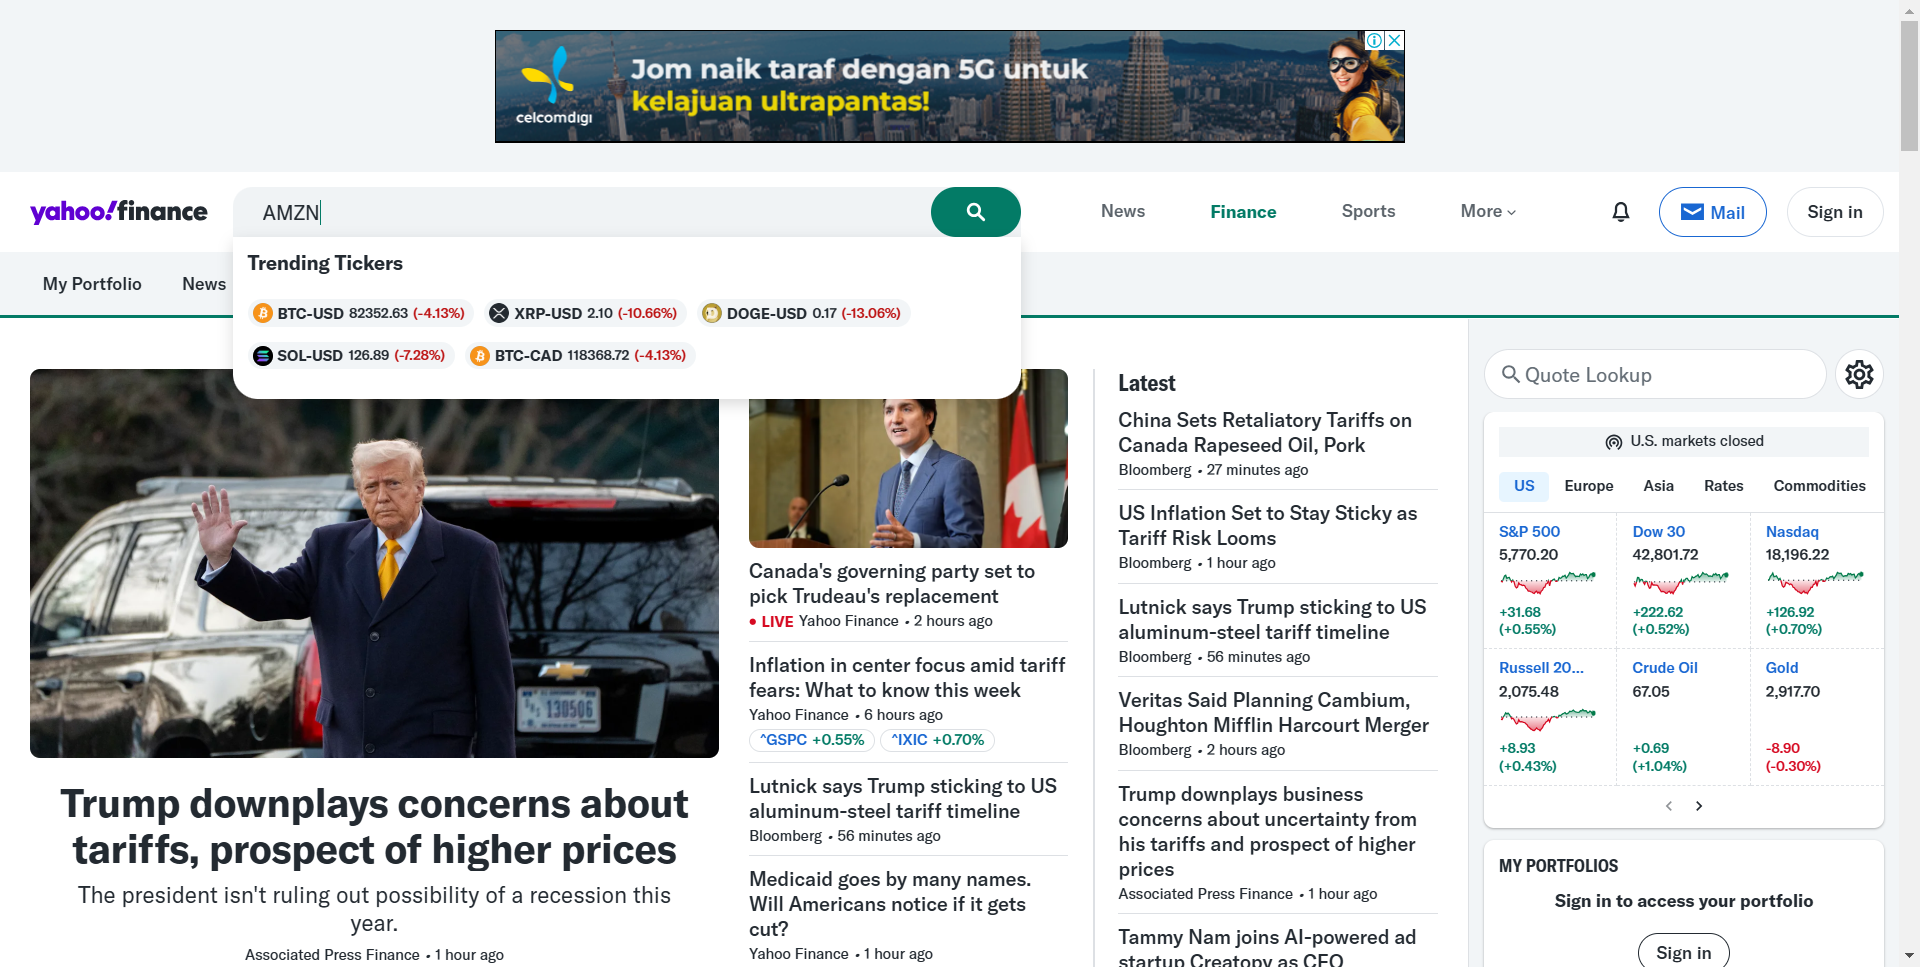 celcomdigi
Jom naik taraf dengan 5G untuk
kelajuan ultrapantas!
yahoo!finance
AMZN
News
Finance
Sports
More
Mail
Sign in
My Portfolio
News
Trending Tickers
BTC-USD 82352.63 (-4.13%)
XRP-USD 2.10 (-10.66%)
DOGE-USD 0.17 (-13.06%)
SOL-USD 126.89 (-7.28%)
BTC-CAD 118368.72 (-4.13%)
Trump downplays concerns about
tariffs, prospect of higher prices
The president isn't ruling out possibility of a recession this
year.
Associated Press Finance • 1 hour ago
Canada's governing party set to
pick Trudeau's replacement
• LIVE Yahoo Finance • 2 hours ago
Inflation in center focus amid tariff
fears: What to know this week
Yahoo Finance • 6 hours ago
^GSPC +0.55%
^IXIC +0.70%
Lutnick says Trump sticking to US
aluminum-steel tariff timeline
Bloomberg • 56 minutes ago
Medicaid goes by many names.
Will Americans notice if it gets
cut?
Yahoo Finance • 1 hour ago
Latest
China Sets Retaliatory Tariffs on
Canada Rapeseed Oil, Pork
Bloomberg • 27 minutes ago
US Inflation Set to Stay Sticky as
Tariff Risk Looms
Bloomberg • 1 hour ago
Lutnick says Trump sticking to US
aluminum-steel tariff timeline
Bloomberg • 56 minutes ago
Veritas Said Planning Cambium,
Houghton Mifflin Harcourt Merger
Bloomberg • 2 hours ago
Trump downplays business
concerns about uncertainty from
his tariffs and prospect of higher
prices
Associated Press Finance • 1 hour ago
Tammy Nam joins AI-powered ad
startup Creatopy as CEO
Quote Lookup
U.S. markets closed
US
Europe
Asia
Rates
Commodities
S&P 500
5,770.20
+31.68
(+0.55%)
Dow 30
42,801.72
+222.62
(+0.52%)
Nasdaq
18,196.22
+126.92
(+0.70%)
Russell 20...
2,075.48
+8.93
(+0.43%)
Crude Oil
67.05
+0.69
(+1.04%)
Gold
2,917.70
-8.90
(-0.30%)
MY PORTFOLIOS
Sign in to access your portfolio
Sign in